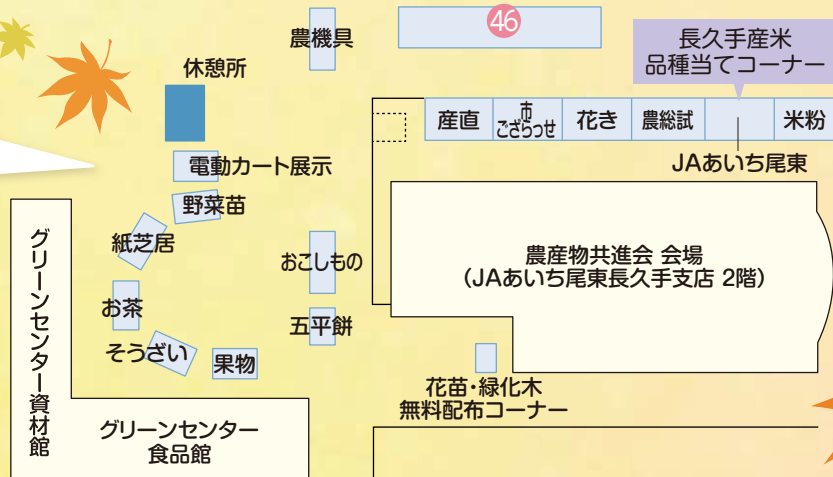 農機具
46
長久手産米
品種当てコーナー
休憩所
産直
市
ござらっせ
花き
農総試
米粉
JAあいち尾東
電動カート展示
野菜苗
紙芝居
おこしもの
農産物共進会 会場
(JAあいち尾東長久手支店 2階)
お茶
五平餅
そうざい
果物
花苗・緑化木
無料配布コーナー
グリーンセンター資材館
グリーンセンター
食品館